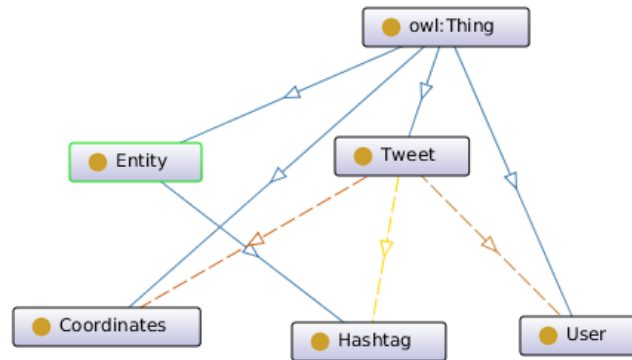 owl:Thing
Entity
Tweet
Coordinates
Hashtag
User